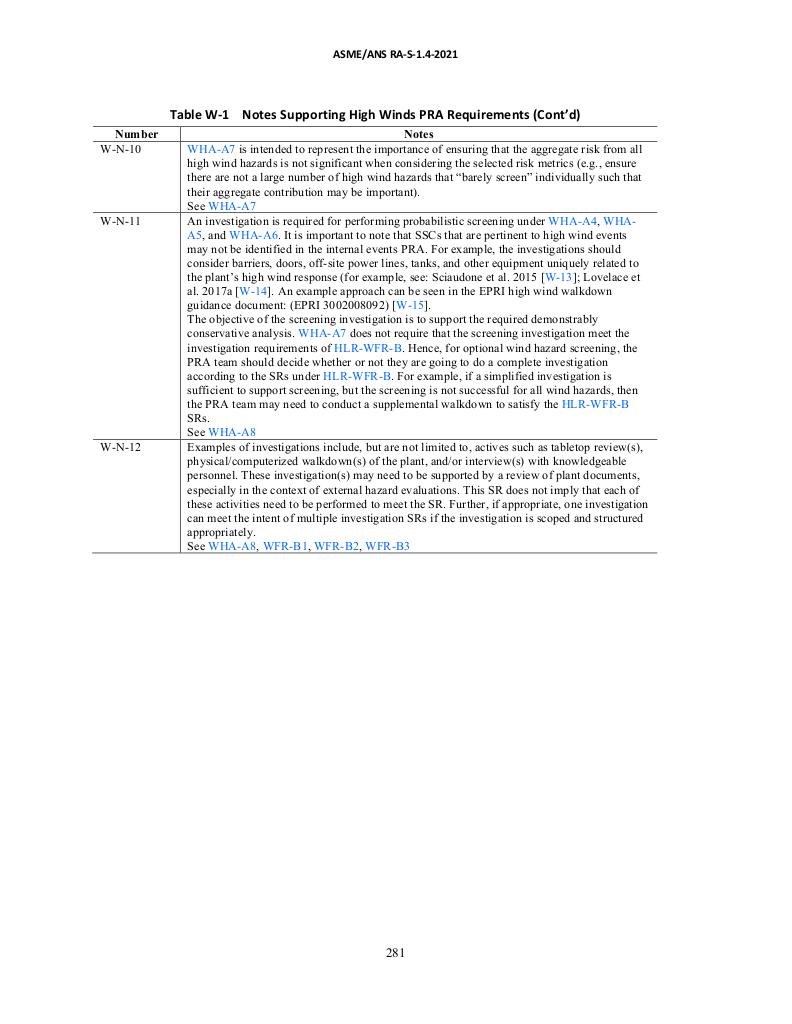 ASME/ANS RA-S-1.4-2021
Table W-1 Notes Supporting High Winds PRA Requirements (Cont’d)
Number Notes
W-N-10 WHA-A7 is intended to represent the importance of ensuring that the aggregate risk from all
high wind hazards is not significant when considering the selected risk metrics (e.g., ensure
there are not a large number of high wind hazards that “barely screen” individually such that
their aggregate contribution may be important).
See WHA-A7
W-N-11 An investigation is required for performing probabilistic screening under WHA-A4, WHA-
A5, and WHA-A6. It is important to note that SSCs that are pertinent to high wind events
may not be identified in the internal events PRA. For example, the investigations should
consider barriers, doors, off-site power lines, tanks, and other equipment uniquely related to
the plant’s high wind response (for example, see: Sciaudone et al. 2015 [W-13]; Lovelace et
al. 2017a [W-14]. An example approach can be seen in the EPRI high wind walkdown
guidance document: (EPRI 3002008092) [W-15].
The objective of the screening investigation is to support the required demonstrably
conservative analysis. WHA-A7 does not require that the screening investigation meet the
investigation requirements of HLR-WFR-B. Hence, for optional wind hazard screening, the
PRA team should decide whether or not they are going to do a complete investigation
according to the SRs under HLR-WFR-B. For example, if a simplified investigation is
sufficient to support screening, but the screening is not successful for all wind hazards, then
the PRA team may need to conduct a supplemental walkdown to satisfy the HLR-WFR-B
SRs.
See WHA-A8
W-N-12 Examples of investigations include, but are not limited to, actives such as tabletop review(s),
physical/computerized walkdown(s) of the plant, and/or interview(s) with knowledgeable
personnel. These investigation(s) may need to be supported by a review of plant documents,
especially in the context of external hazard evaluations. This SR does not imply that each of
these activities need to be performed to meet the SR. Further, if appropriate, one investigation
can meet the intent of multiple investigation SRs if the investigation is scoped and structured
appropriately.
See WHA-A8, WFR-B1, WFR-B2, WFR-B3
281